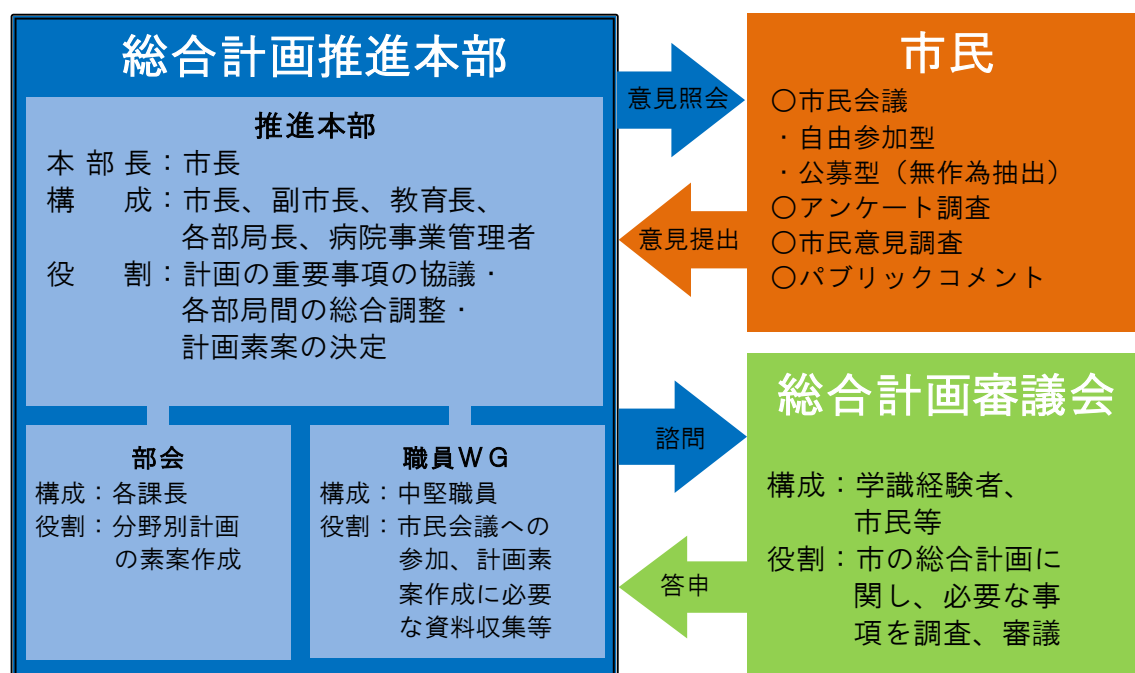 総合計画推進本部
推進本部
本部長：市長
構成：市長、副市長、教育長、
各部局長、病院事業管理者
役割：計画の重要事項の協議・
各部局間の総合調整・
計画素案の決定
部会
構成：各課長
役割：分野別計画
の素案作成
職員ＷＧ
構成：中堅職員
役割：市民会議への
参加、計画素
案作成に必要
な資料収集等
意見照会
意見提出
市民
〇市民会議
・自由参加型
・公募型（無作為抽出）
〇アンケート調査
〇市民意見調査
〇パブリックコメント
諮問
答申
総合計画審議会
構成：学識経験者、
市民等
役割：市の総合計画に
関し、必要な事
項を調査、審議